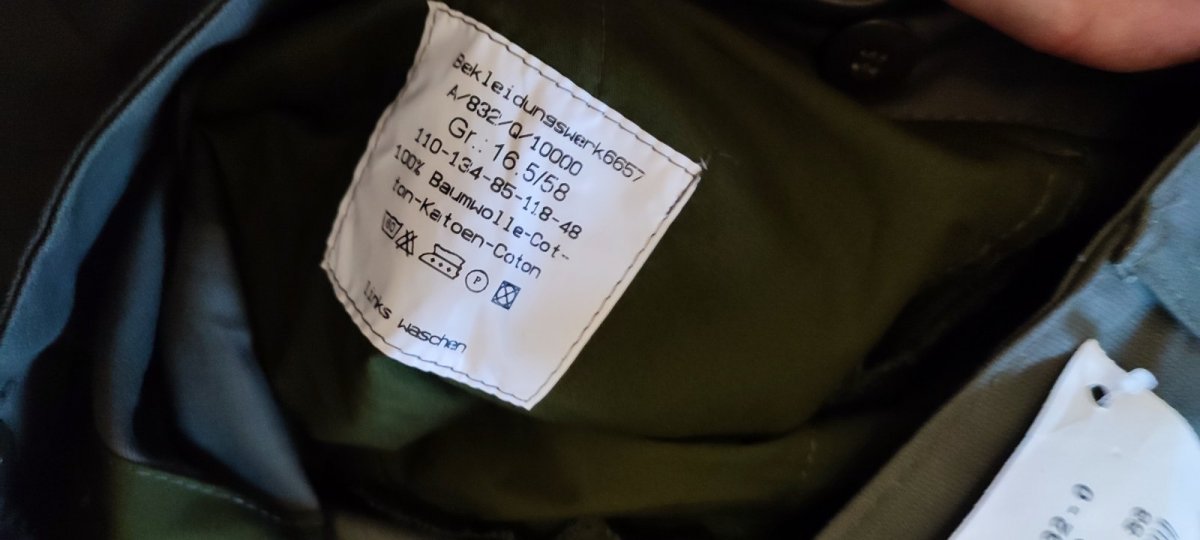 Bekleidungswerk6657
A/832/Q/10000
Gr.: 16.5/58
110-134-85-118-48
100% Baumwolle-Cot-
ton-Katoen-Coton
P
links waschen